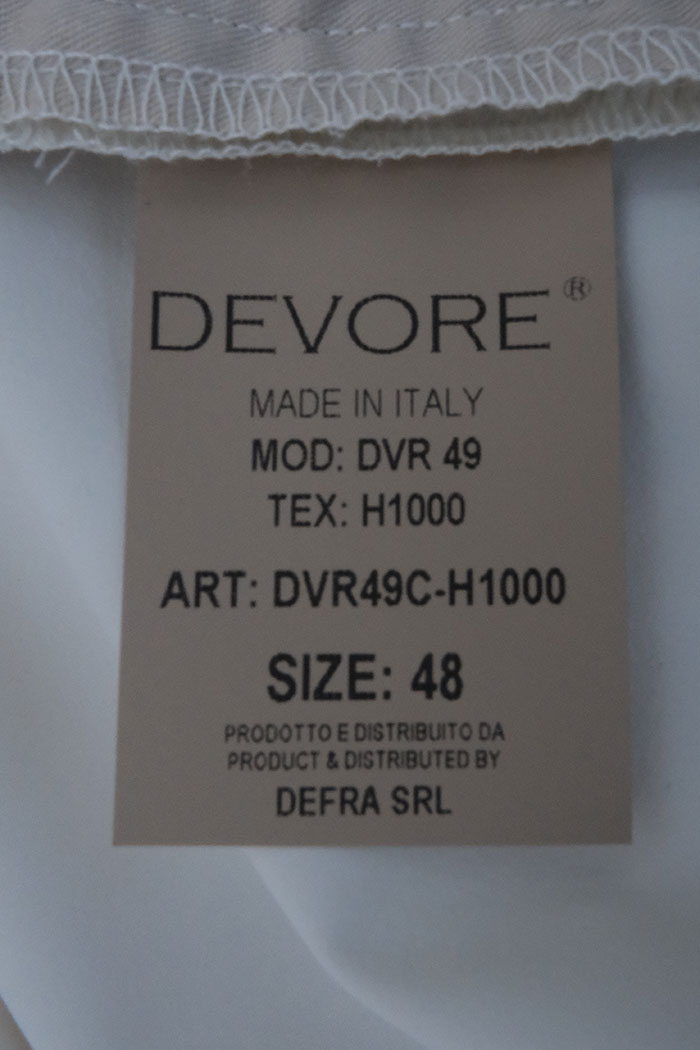 DEVORE®
MADE IN ITALY
MOD: DVR 49
TEX: H1000
ART: DVR49C-H1000
SIZE: 48
PRODOTTO E DISTRIBUITO DA
PRODUCT & DISTRIBUTED BY
DEFRA SRL